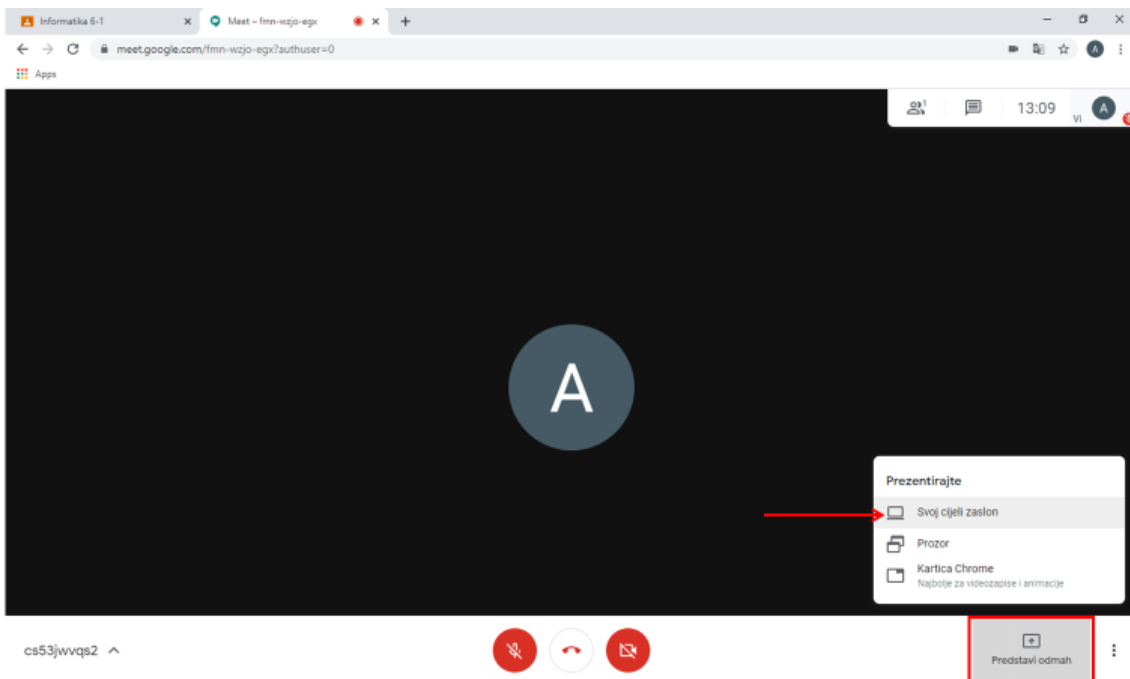 Informatika 6-1
Meet – fmn-wzjo-egx
meet.google.com/fmn-wzjo-egx?authuser=0
A
Apps
1
13:09
VI
A
A
Prezentirajte
Svoj cijeli zaslon
Prozor
Kartica Chrome
Najbolje za videozapise i animacije
cs53jwvqs2
Predstavi odmah